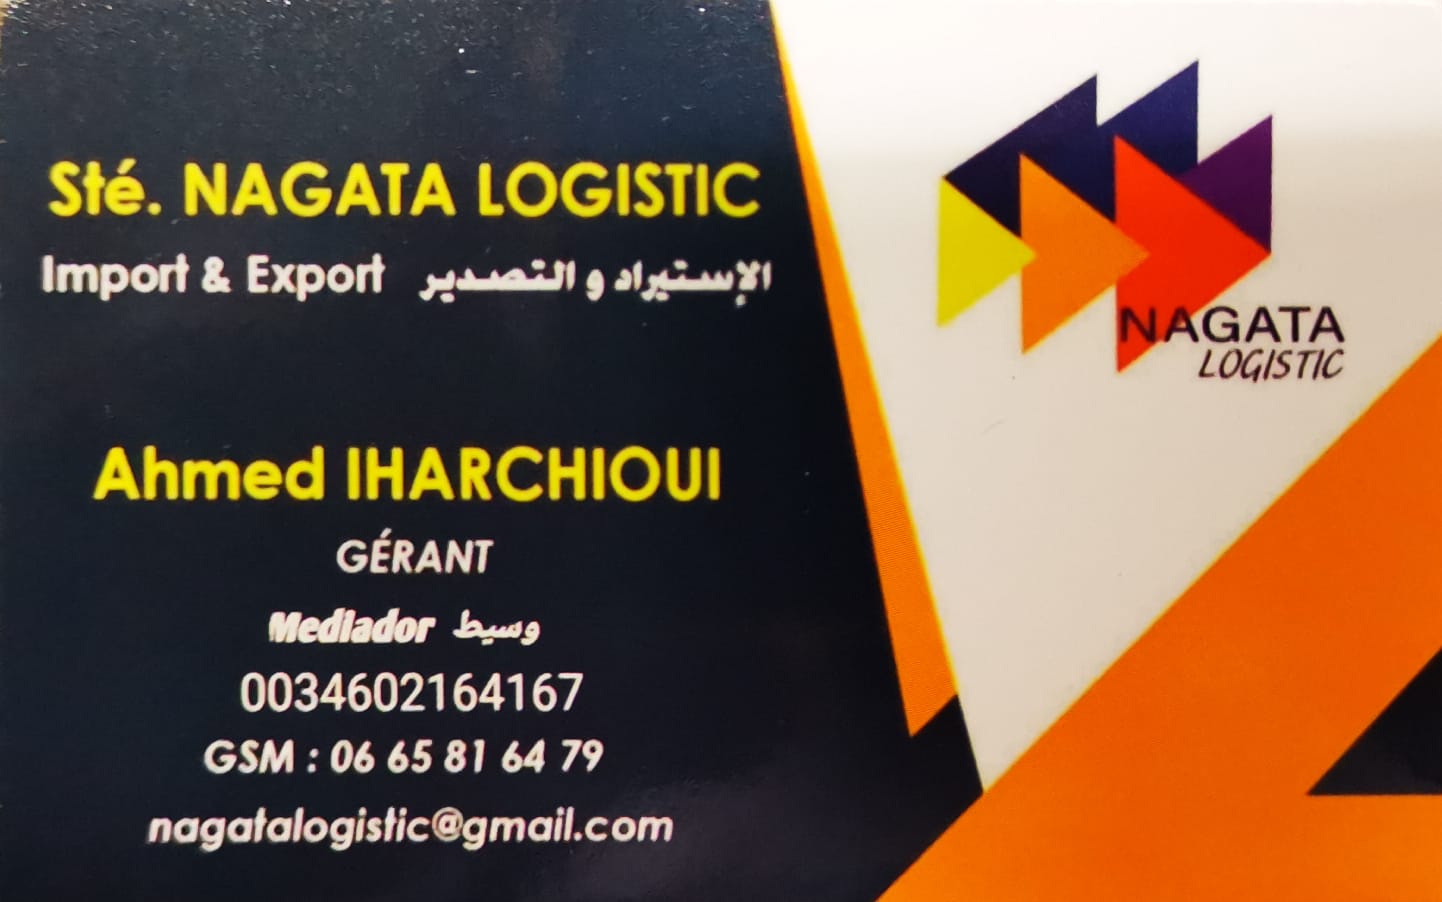 Sté. NAGATA LOGISTIC
Import & Export الإستيراد و التصدير
Ahmed IHARCHIOUI
GÉRANT
Mediador وسيط
0034602164167
GSM : 06 65 81 64 79
nagatalogistic@gmail.com
NAGATA
LOGISTIC